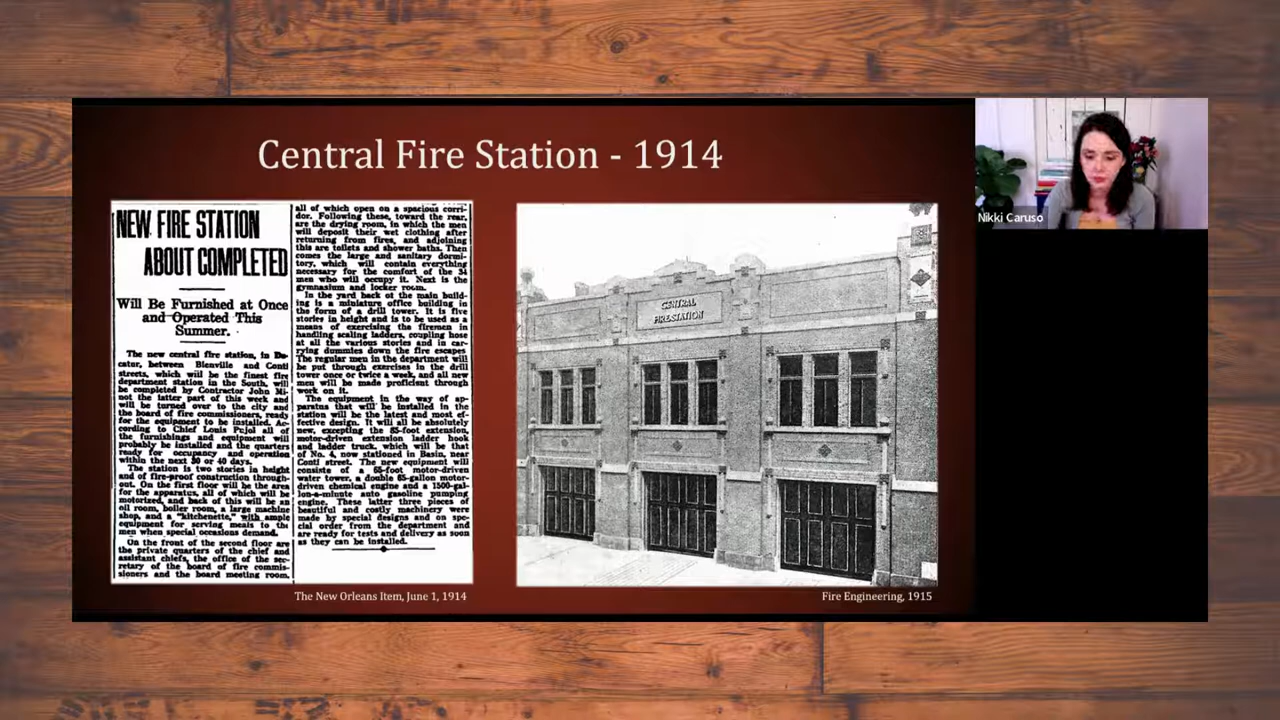 Central Fire Station - 1914
NEW FIRE STATION
ABOUT COMPLETED
Will Be Furnished at Once
and Operated This
Summer.
The new central fire station, in De-
catur, between Bienville and Conti
streets, which will be the finest fire
department station in the South, will
be completed by Contractor John Mi-
not the latter part of this week and
will be turned over to the city and
the board of fire commissioners, ready
for the equipment to be installed. Ac-
cording to Chief Louis Pujol all of
the furnishings and equipment will
probably be installed and the quarters
ready for occupancy and operation
within the next 30 or 40 days.
The station is two stories in height
and of fire-proof construction through-
out. On the first floor will be the area
for the apparatus, all of which will be
motorized, and back of this will be an
oil room, boiler room, a large machine
shop, and a "kitchenette," with ample
equipment for serving meals to the
men when special occasions demand.
On the front of the second floor are
the private quarters of the chief and
assistant chiefs, the office of the sec-
retary of the board of fire commis-
sioners and the board meeting room,
all of which open on a spacious corri-
dor. Following these, toward the rear,
are the drying room, in which the men
will deposit their wet clothing after
returning from fires, and adjoining
this are toilets and shower baths. Then
comes the large and sanitary dormi-
tory, which will contain everything
necessary for the comfort of the 34
men who will occupy it. Next is the
gymnasium and locker room.
In the yard back of the main build-
ing is a miniature office building in
the form of a drill tower. It is five
stories in height and is to be used as a
means of exercising the firemen in
handling scaling ladders, coupling hose
at all the various stories and in car-
rying dummies down the fire escapes
The regular men in the department will
be put through exercises in the drill
tower once or twice a week, and all new
men will be made proficient through
work on it.
The equipment in the way of ap-
paratus that will be installed in the
station will be the latest and most ef-
fective design. It will all be absolutely
new, excepting the 85-foot extension,
motor-driven extension ladder hook
and ladder truck, which will be that
of No. 4, now stationed in Basin, near
Conti street. The new equipment will
consists of a 65-foot motor-driven
water tower, a double 65-gallon motor-
driven chemical engine and a 1500-gal-
lon-a-minute auto gasoline pumping
engine. These latter three pieces of
beautiful and costly machinery were
made by special designs and on spe-
cial order from the department and
are ready for tests and delivery as soon
as they can be installed.
The New Orleans Item, June 1, 1914
CENTRAL
FIRE STATION
Fire Engineering, 1915
Nikki Caruso